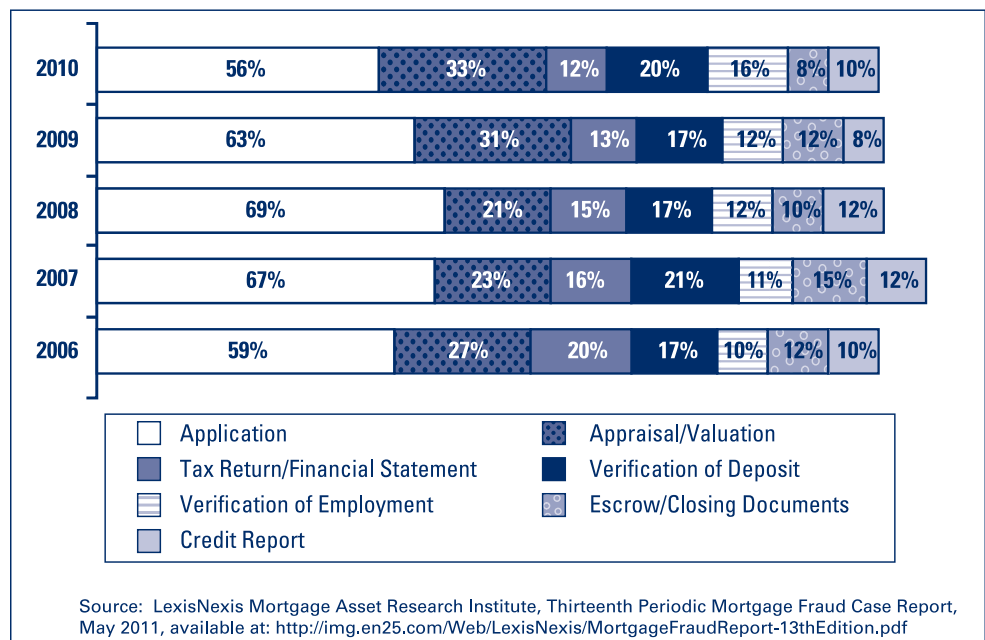 2010 56% 33% 12% 20% 16% 8% 10%
2009 63% 31% 13% 17% 12% 12% 8%
2008 69% 21% 15% 17% 12% 10% 12%
2007 67% 23% 16% 21% 11% 15% 12%
2006 59% 27% 20% 17% 10% 12% 10%
Application Appraisal/Valuation
Tax Return/Financial Statement Verification of Deposit
Verification of Employment Escrow/Closing Documents
Credit Report
Source: LexisNexis Mortgage Asset Research Institute, Thirteenth Periodic Mortgage Fraud Case Report,
May 2011, available at: http://img.en25.com/Web/LexisNexis/MortgageFraudReport-13thEdition.pdf